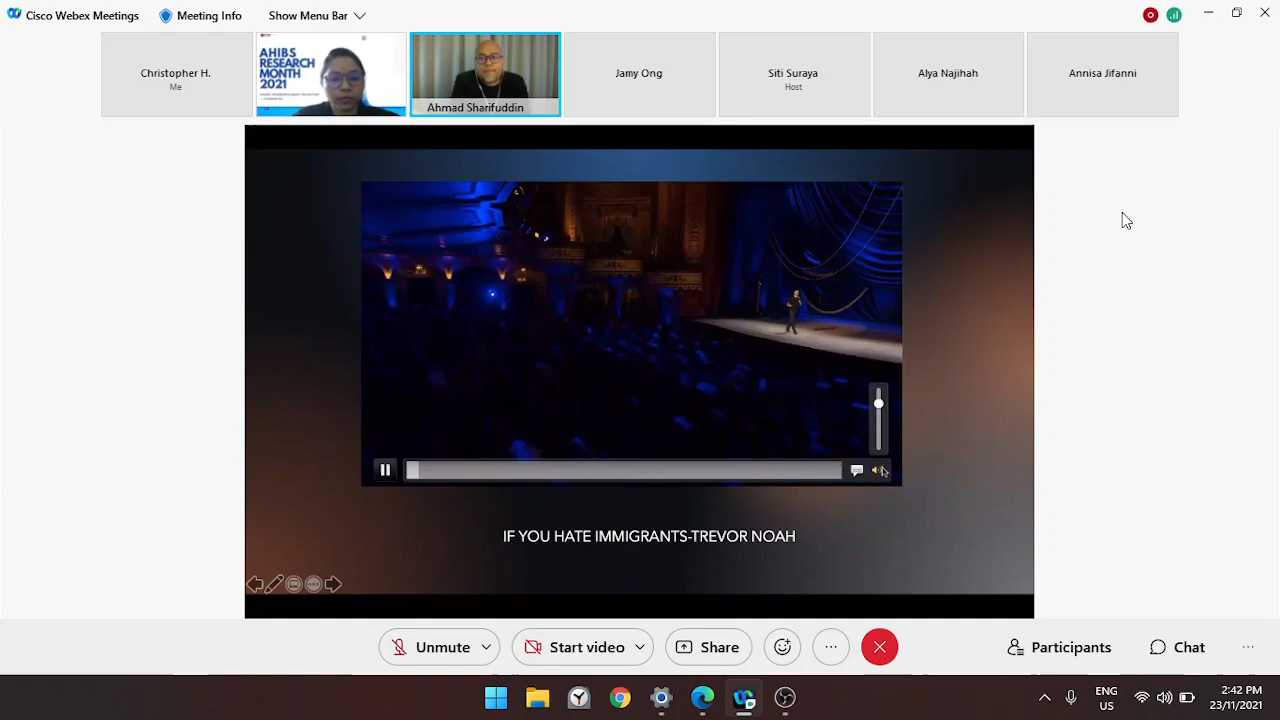 Cisco Webex Meetings
Meeting Info
Show Menu Bar
Christopher H.
Me
AHIBS
RESEARCH
MONTH
2021
Ahmad Sharifuddin
Jamy Ong
Siti Suraya
Host
Alya Najihah
Annisa Jifanni
IF YOU HATE IMMIGRANTS-TREVOR NOAH
Unmute
Start video
Share
Participants
Chat
ENG
US
2:42 PM
23/11/2021